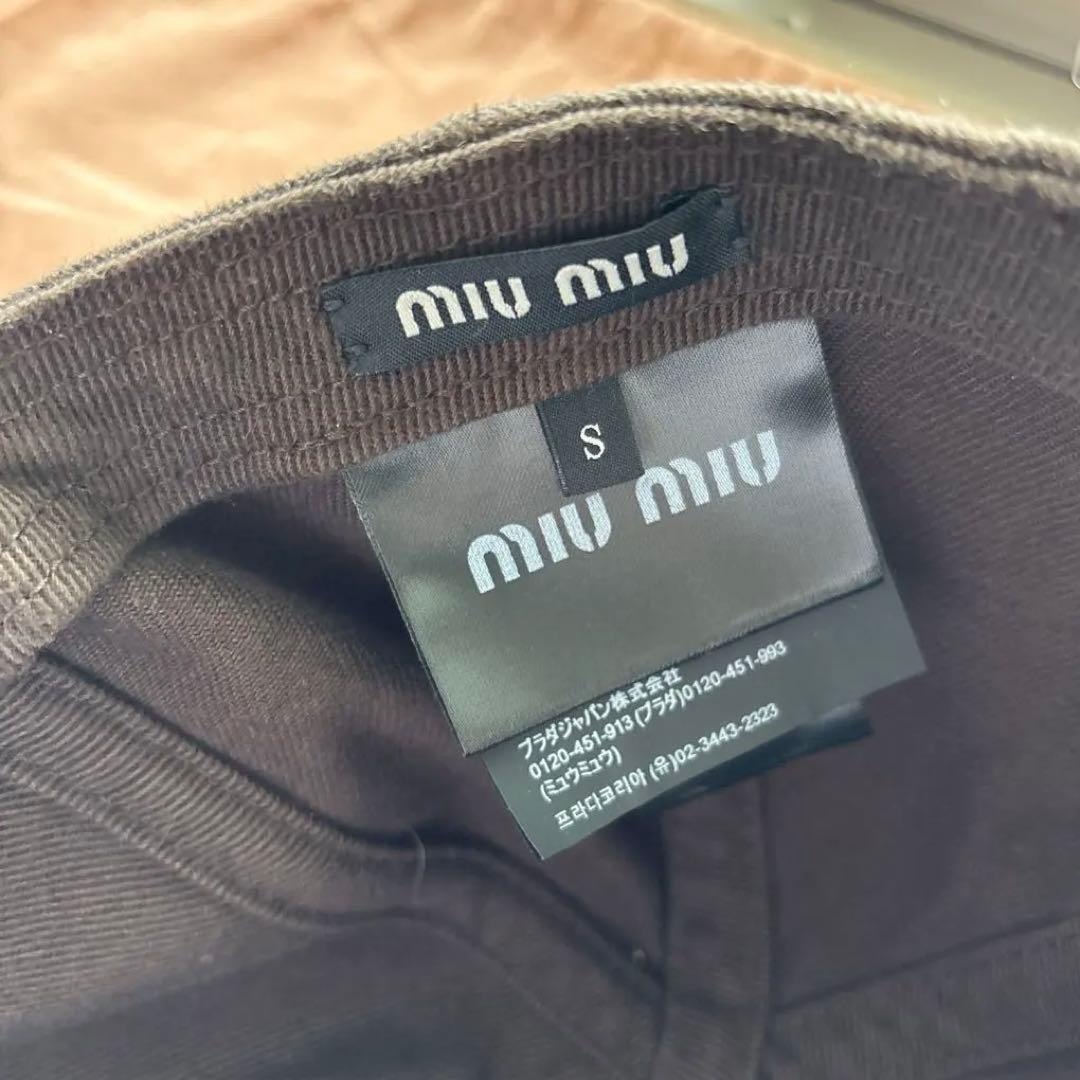 miu miu
S
miu miu
プラダジャパン株式会社
0120-451-913 (プラダ)0120-451-993
(ミュウミュウ)
프라다코리아 (유)02-3443-2323